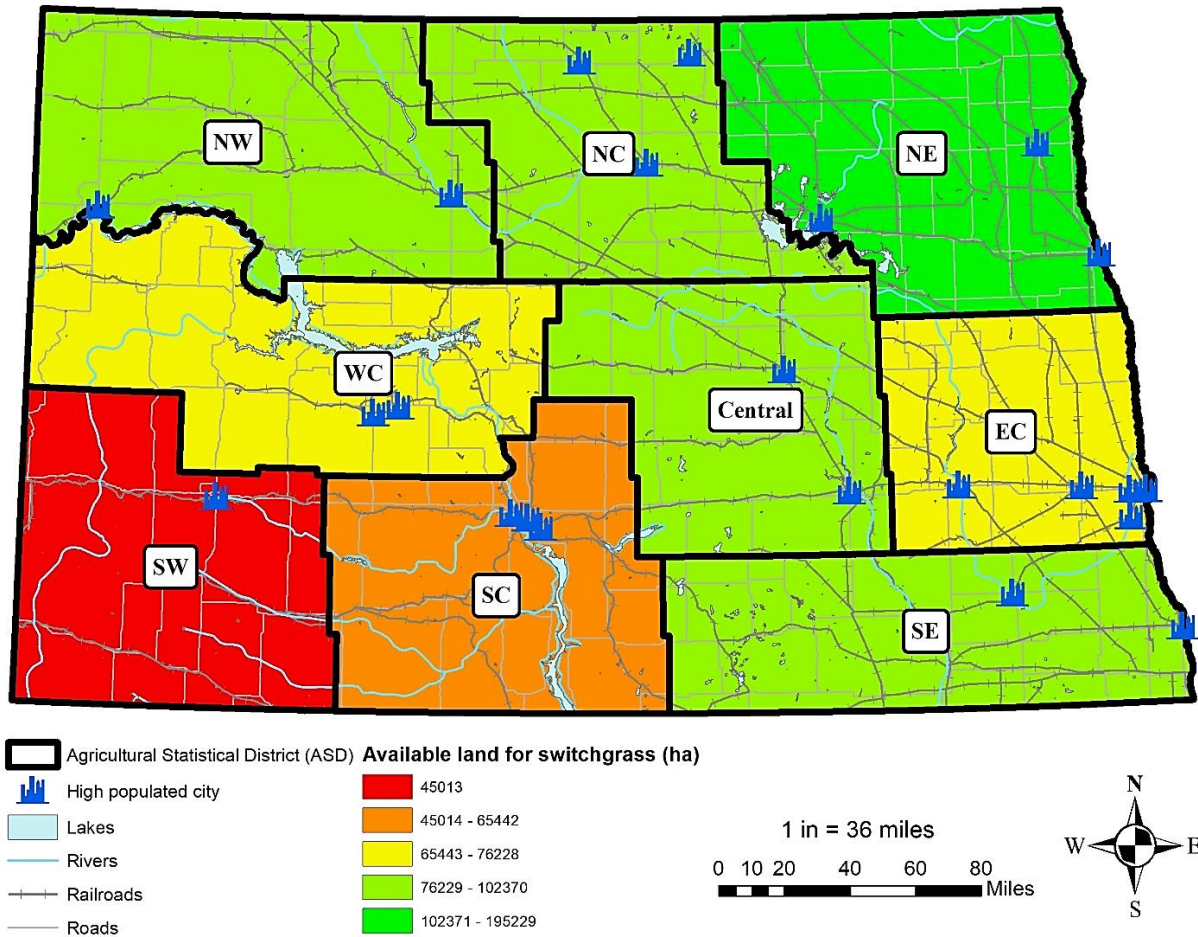 NW
NC
NE
WC
Central
EC
SW
SC
SE
Agricultural Statistical District (ASD)
High populated city
Lakes
Rivers
Railroads
Roads
Available land for switchgrass (ha)
45013
45014 - 65442
65443 - 76228
76229 - 102370
102371 - 195229
1 in = 36 miles
0 10 20 40 60 80
Miles
N
W E
S